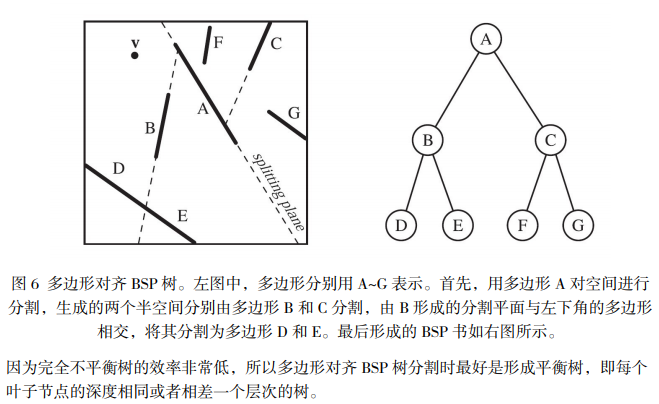 v
F
C
A
G
B
D
E
splitting plane
A
B
C
D
E
F
G
图 6 多边形对齐 BSP 树。左图中，多边形分别用 A~G 表示。首先，用多边形 A 对空间进行
分割，生成的两个半空间分别由多边形 B 和 C 分割，由 B 形成的分割平面与左下角的多边形
相交，将其分割为多边形 D 和 E。最后形成的 BSP 书如右图所示。
因为完全不平衡树的效率非常低，所以多边形对齐 BSP 树分割时最好是形成平衡树，即每个
叶子节点的深度相同或者相差一个层次的树。